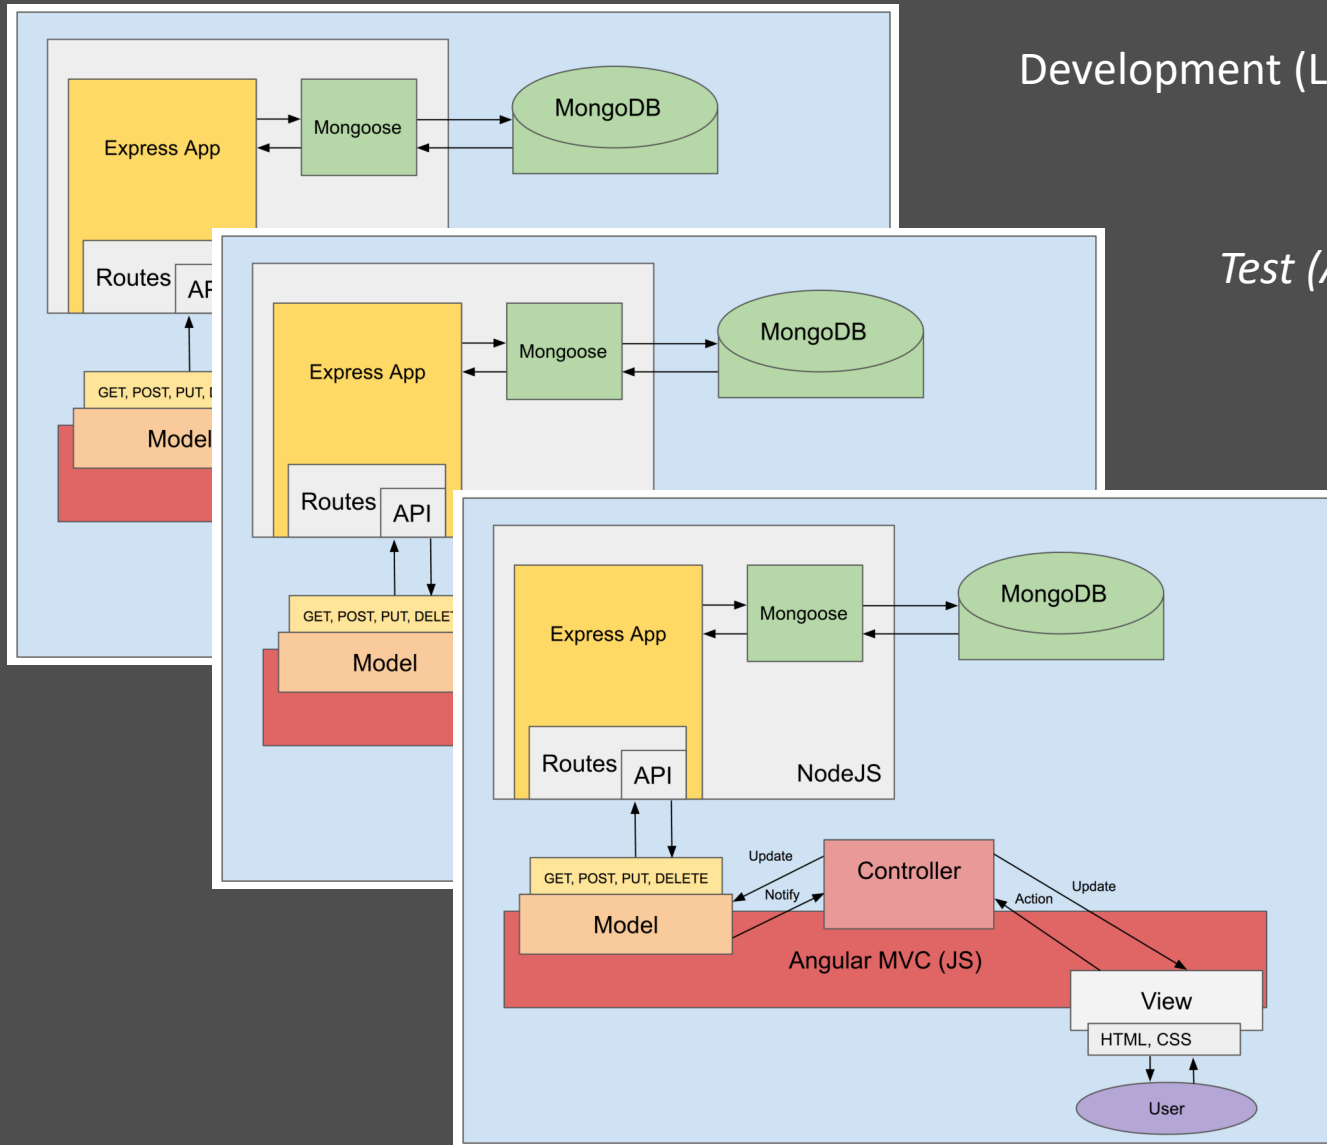 Development (L
Express App
Mongoose
MongoDB
Routes
AP
GET, POST, PUT,
Model
Test (
Express App
Mongoose
MongoDB
Routes
API
GET, POST, PUT, DELE
Model
Express App
Mongoose
MongoDB
Routes
API
NodeJS
GET, POST, PUT, DELETE
Model
Update
Notify
Controller
Action
Update
Angular MVC (JS)
View
HTML, CSS
User